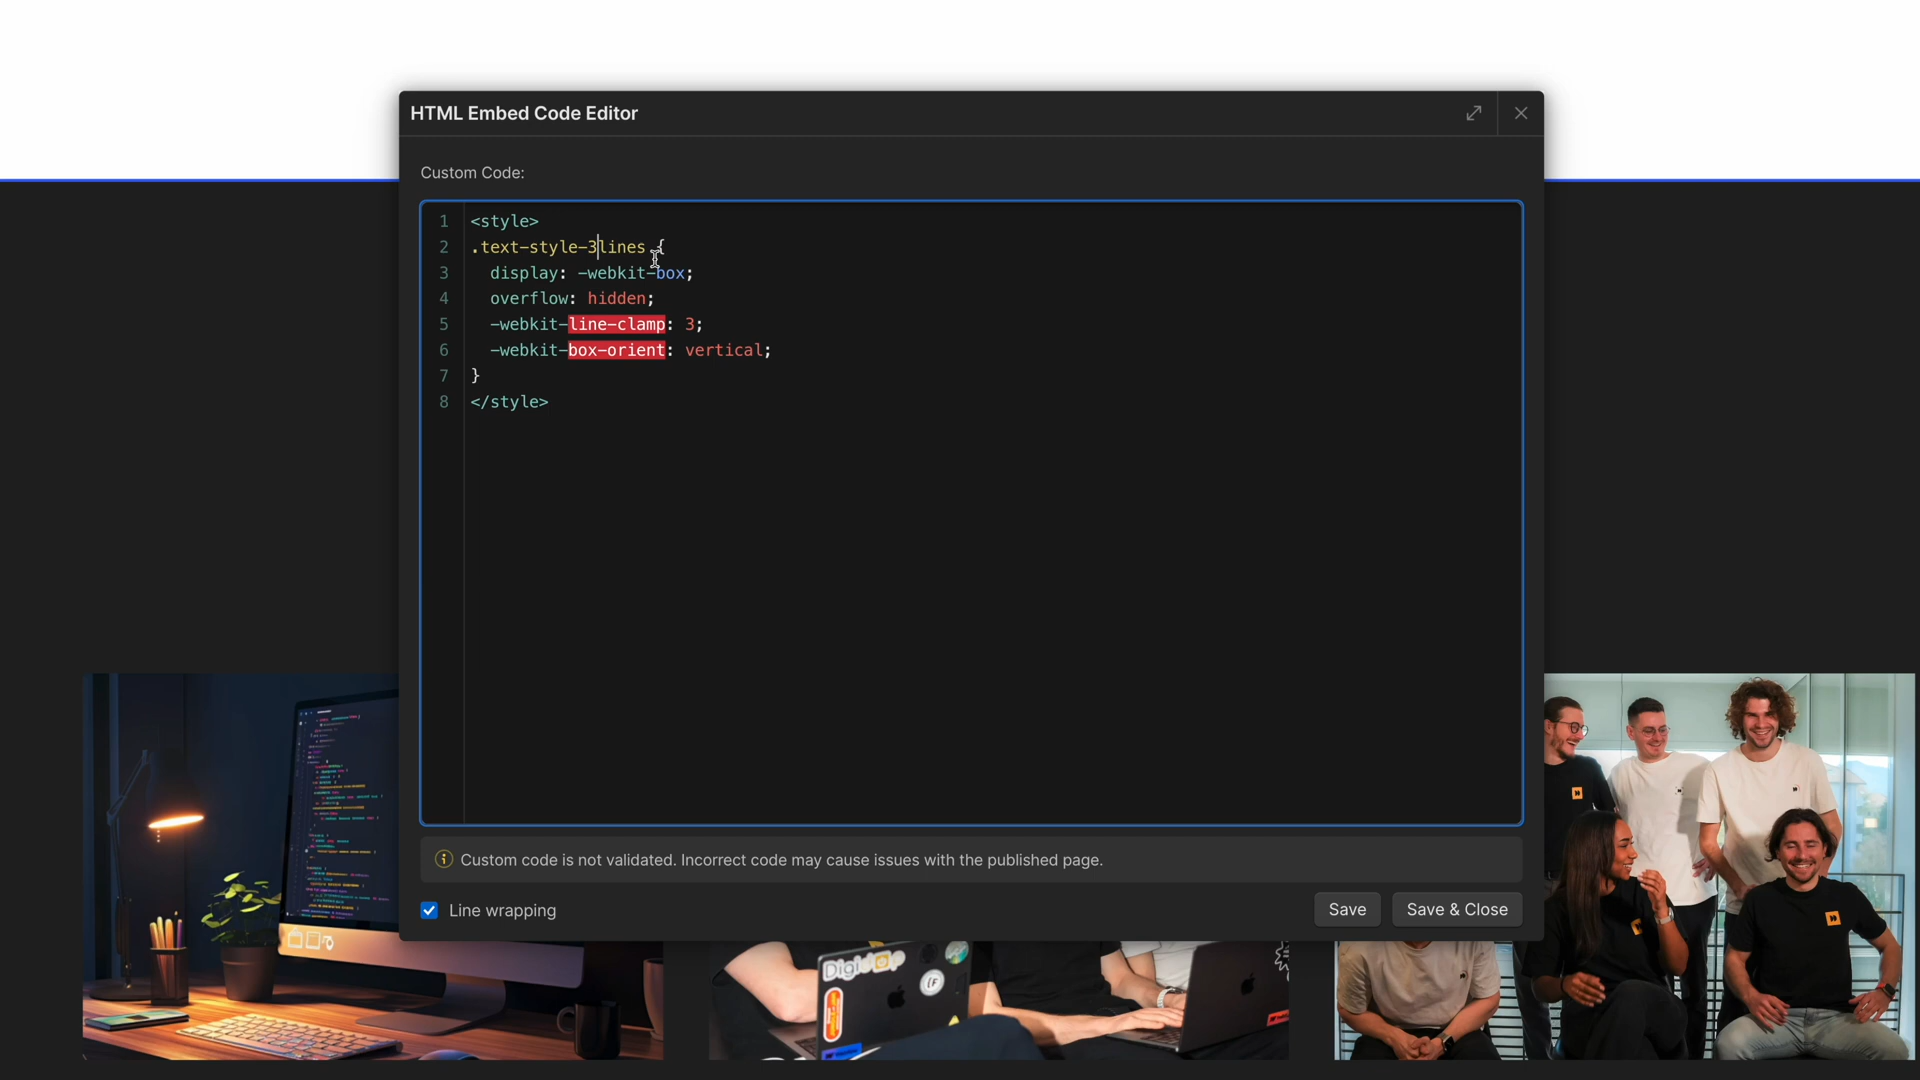 HTML Embed Code Editor
Custom Code:
1 <style>
2 .text-style-3lines {
3 display: -webkit-box;
4 overflow: hidden;
5 -webkit-line-clamp: 3;
6 -webkit-box-orient: vertical;
7 }
8 </style>
Custom code is not validated. Incorrect code may cause issues with the published page.
Line wrapping
Save
Save & Close